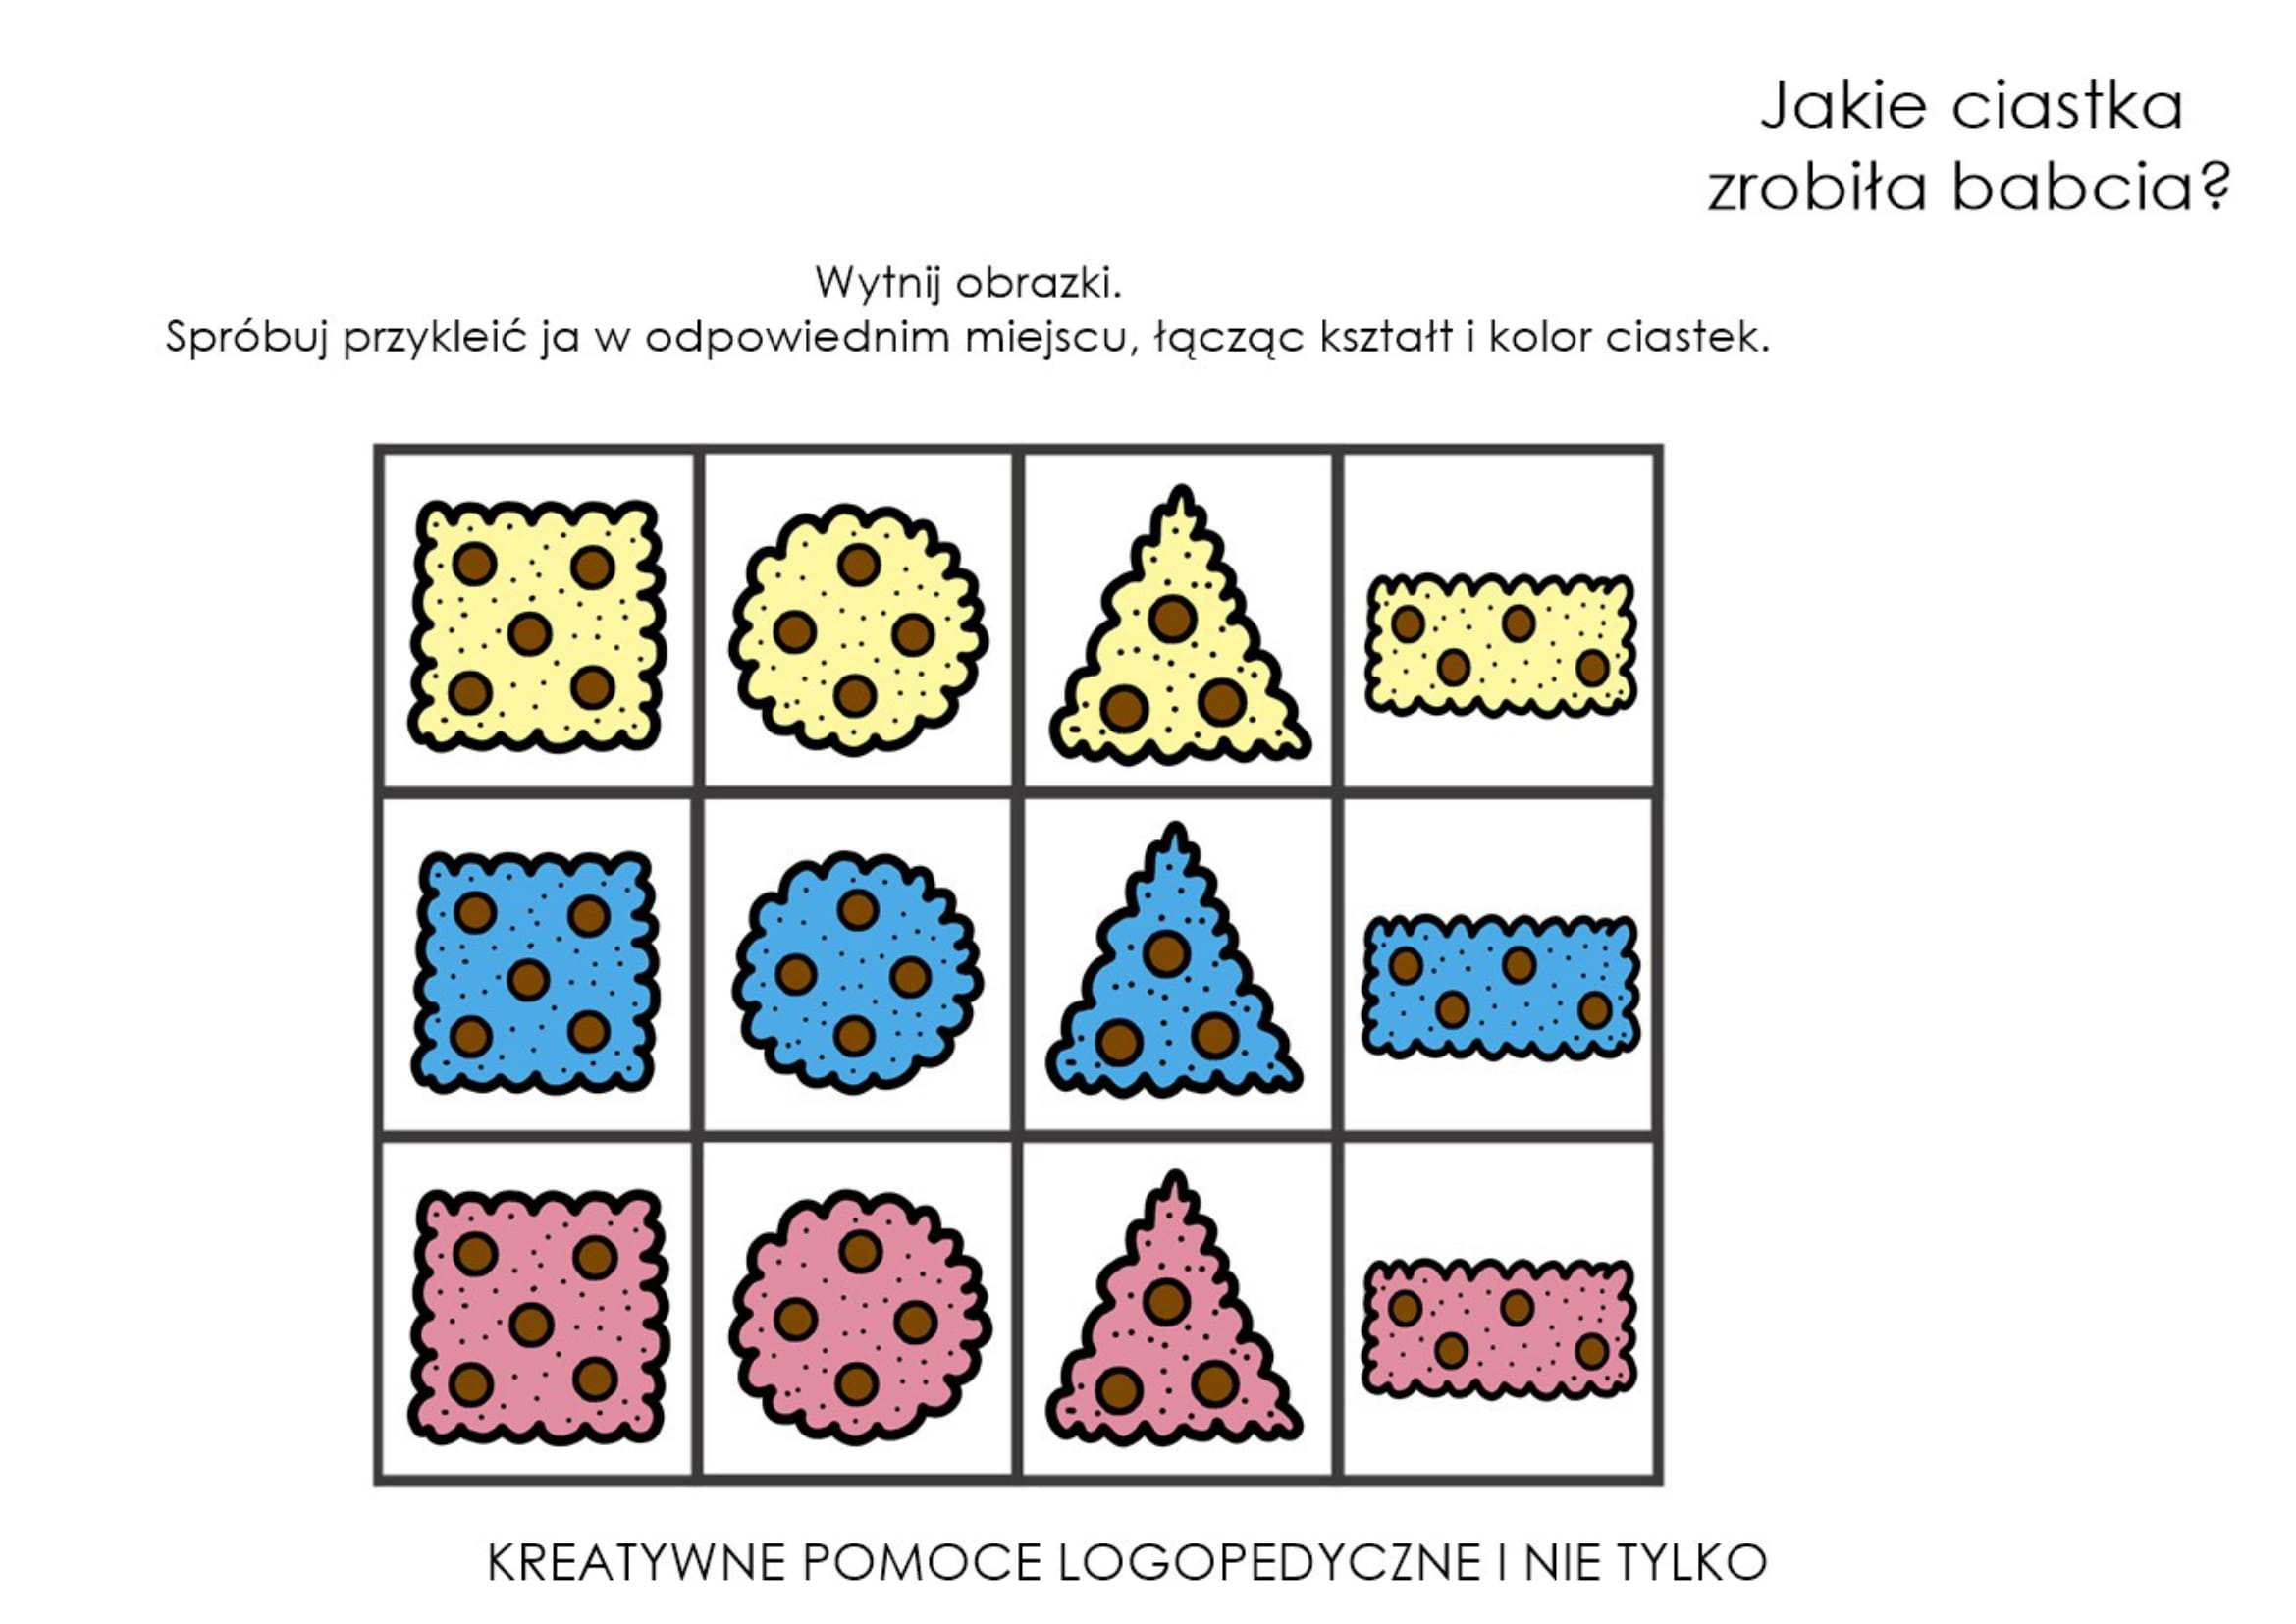 Jakie ciastka
zrobiła babcia?
Wytnij obrazki.
Spróbuj przykleić ja w odpowiednim miejscu, łącząc kształt i kolor ciastek.
KREATYWNE POMOCE LOGOPEDYCZNE I NIE TYLKO